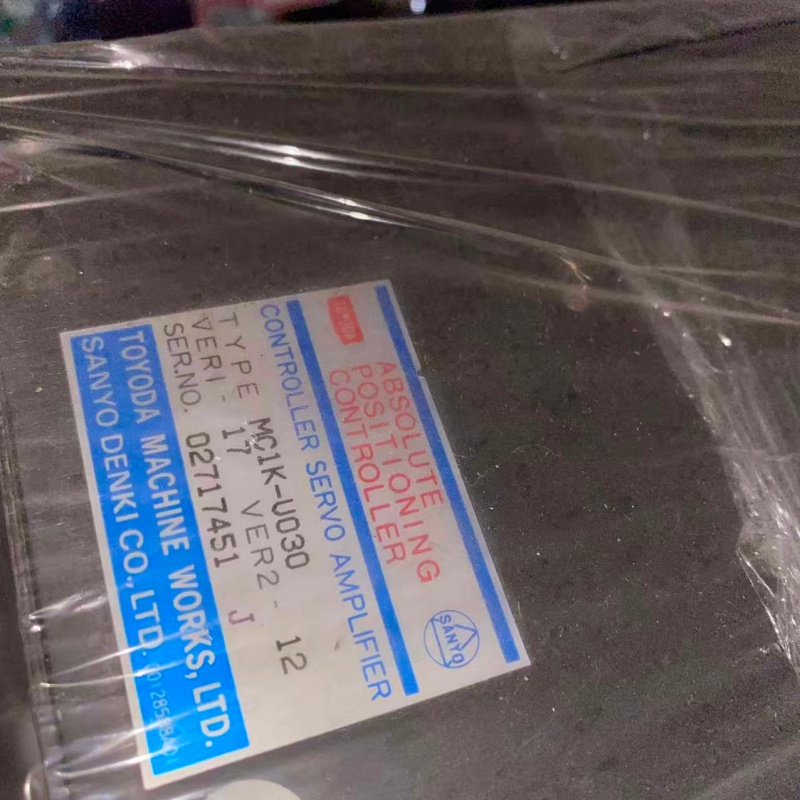 ABSOLUTE
POSITIONING
CONTROLLER
SANYO
CONTROLLER SERVO AMPLIFIER
TYPE MC1K-U030
VER1- 17 VER2- 12
SER.NO. 02717451 J
TOYODA MACHINE WORKS, LTD.
SANYO DENKI CO., LTD.